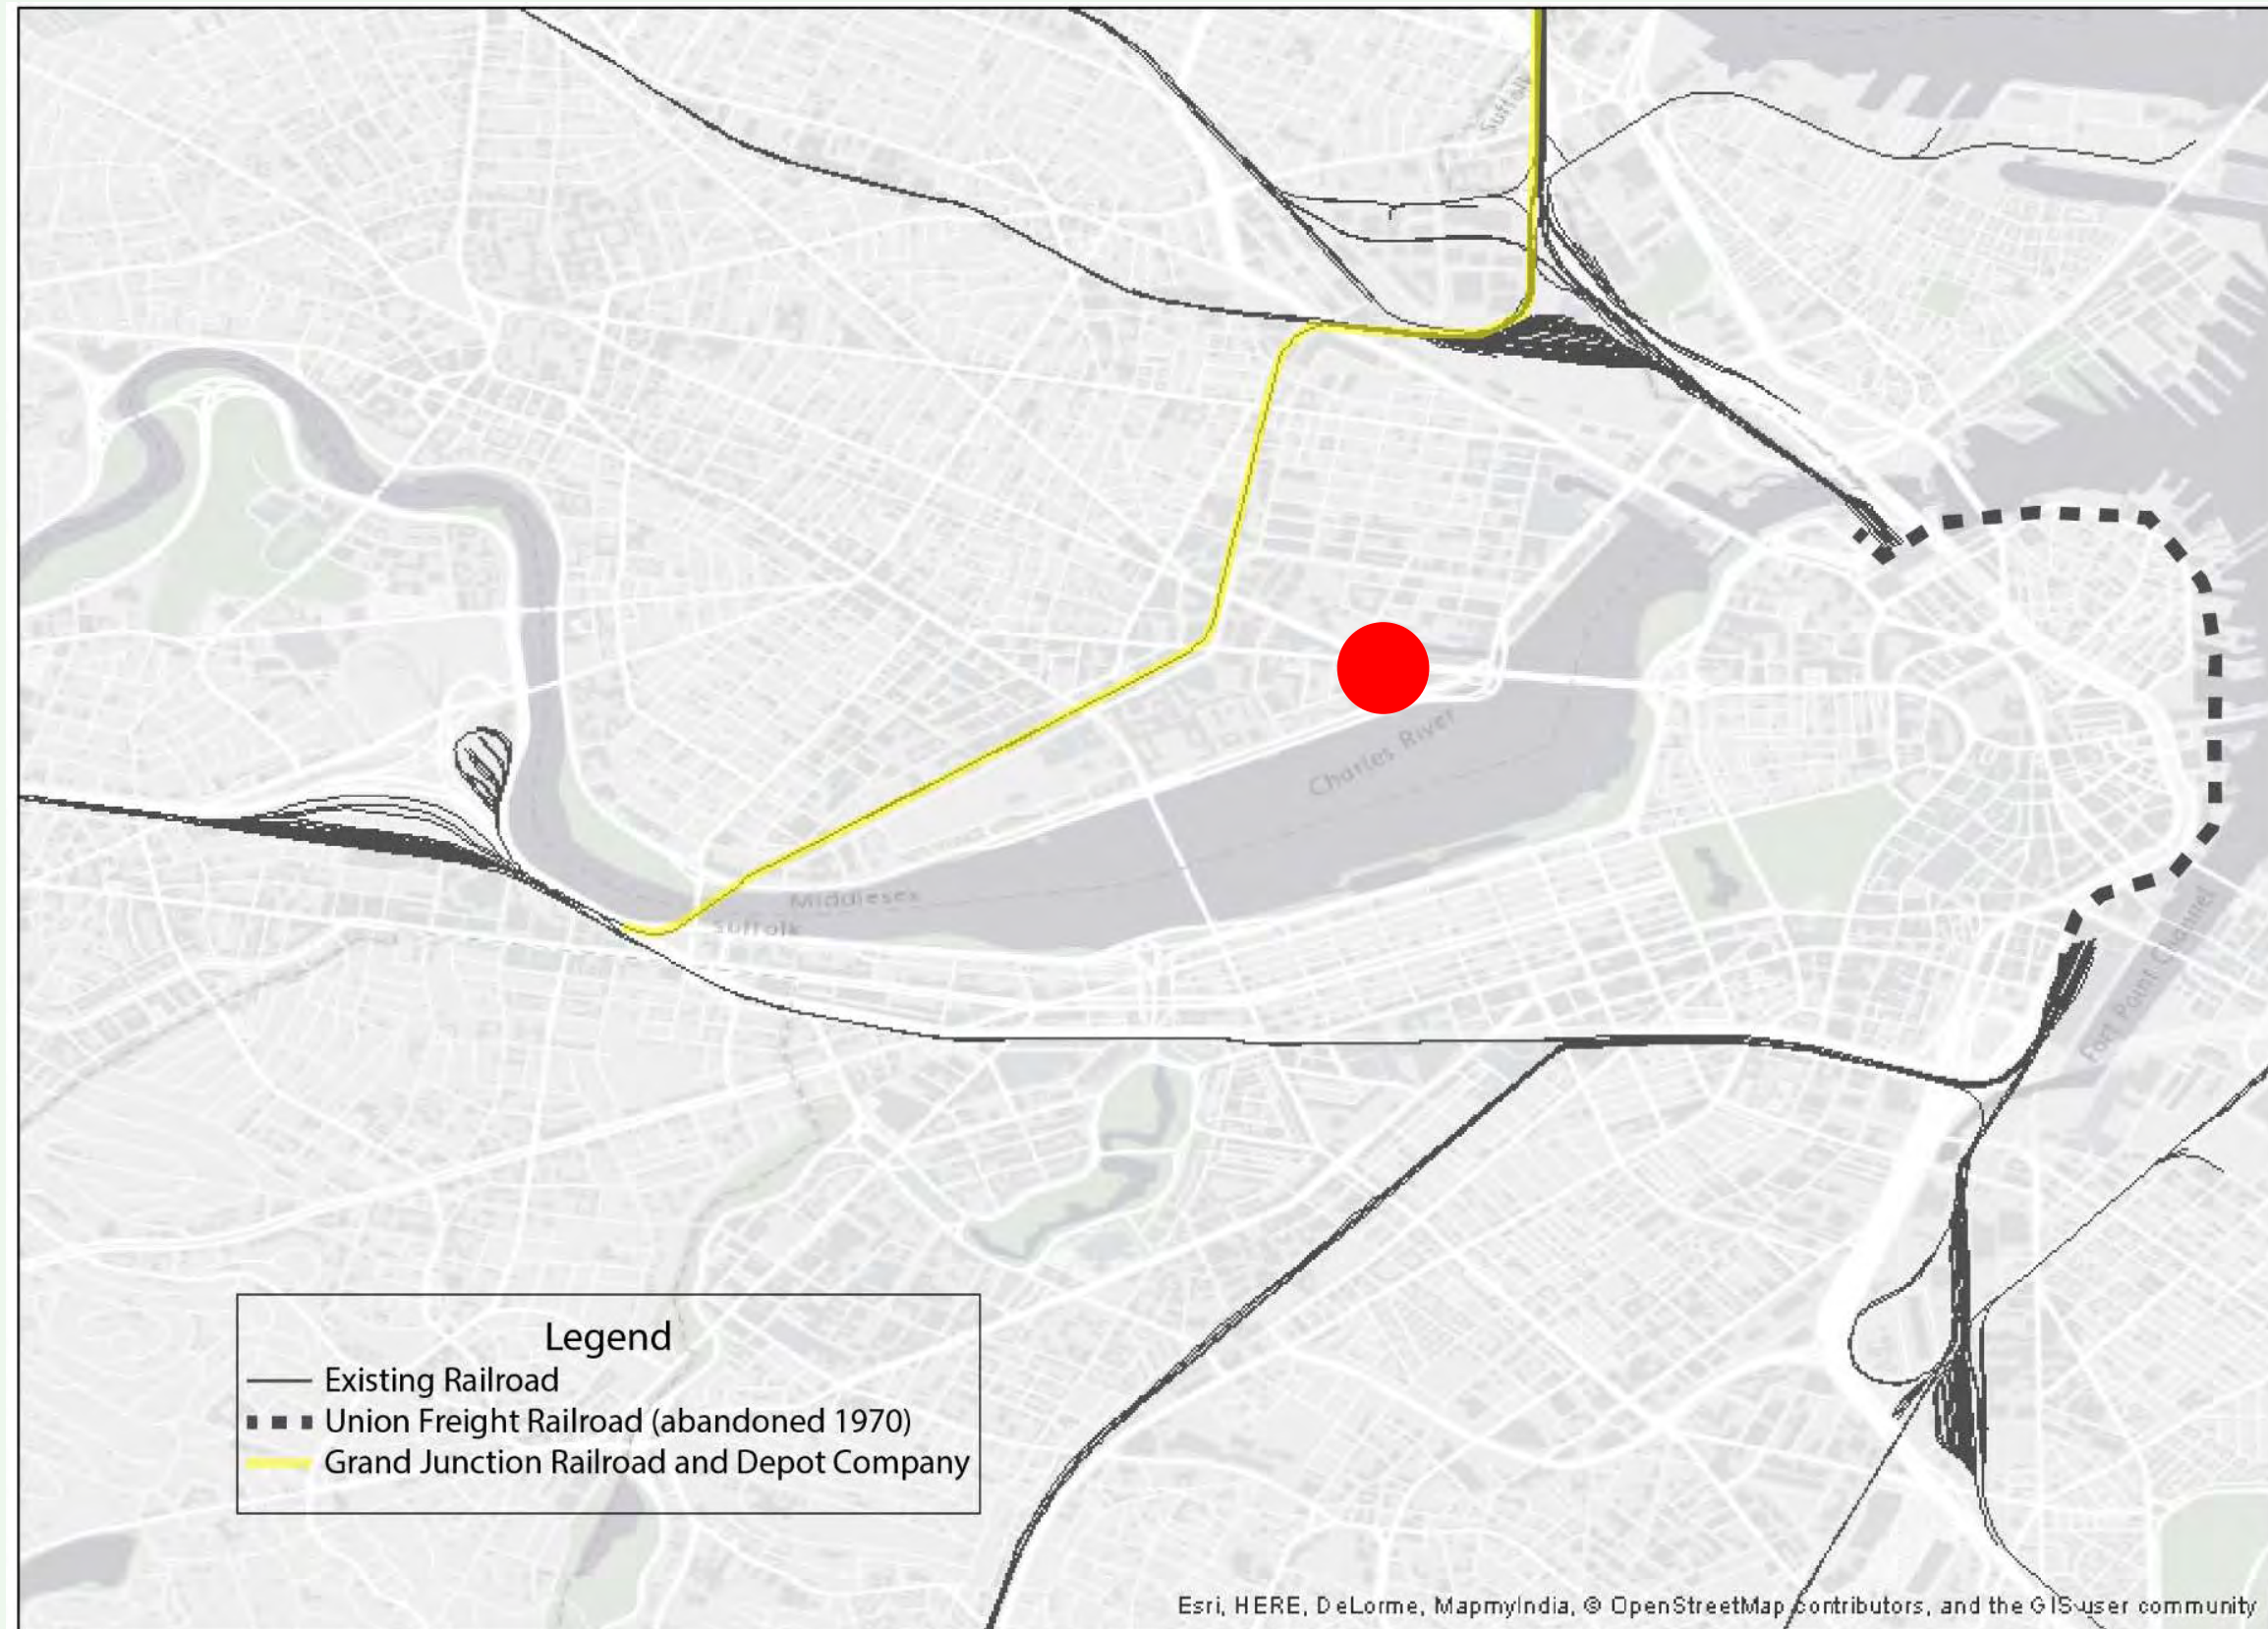 Suffolk
Charles River
Middlesex
Suffolk
Fort Point Channel
Legend
Existing Railroad
Union Freight Railroad (abandoned 1970)
Grand Junction Railroad and Depot Company
Esri, HERE, DeLorme, MapmyIndia, © OpenStreetMap contributors, and the GIS user community